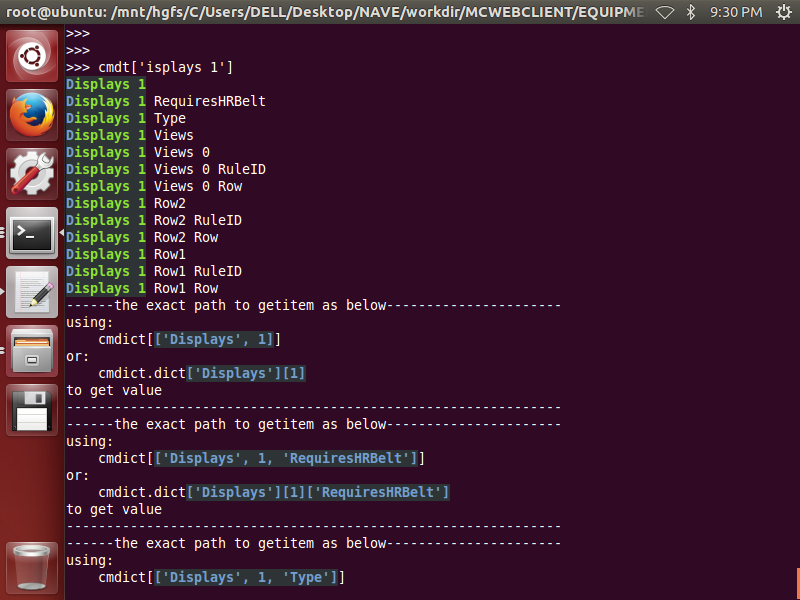 root@ubuntu: /mnt/hgfs/C/Users/DELL/Desktop/NAVE/workdir/MCWEBCLIENT/EQUIPME 9:30 PM
>>>
>>>
>>> cmdt['isplays 1']
Displays 1
Displays 1 RequiresHRBelt
Displays 1 Type
Displays 1 Views
Displays 1 Views 0
Displays 1 Views 0 RuleID
Displays 1 Views 0 Row
Displays 1 Row2
Displays 1 Row2 RuleID
Displays 1 Row2 Row
Displays 1 Row1
Displays 1 Row1 RuleID
Displays 1 Row1 Row
------the exact path to getitem as below----------------------
using:
    cmdict[['Displays', 1]]
or:
    cmdict.dict['Displays'][1]
to get value
--------------------------------------------------------------
------the exact path to getitem as below----------------------
using:
    cmdict[['Displays', 1, 'RequiresHRBelt']]
or:
    cmdict.dict['Displays'][1]['RequiresHRBelt']
to get value
--------------------------------------------------------------
------the exact path to getitem as below----------------------
using:
    cmdict[['Displays', 1, 'Type']]